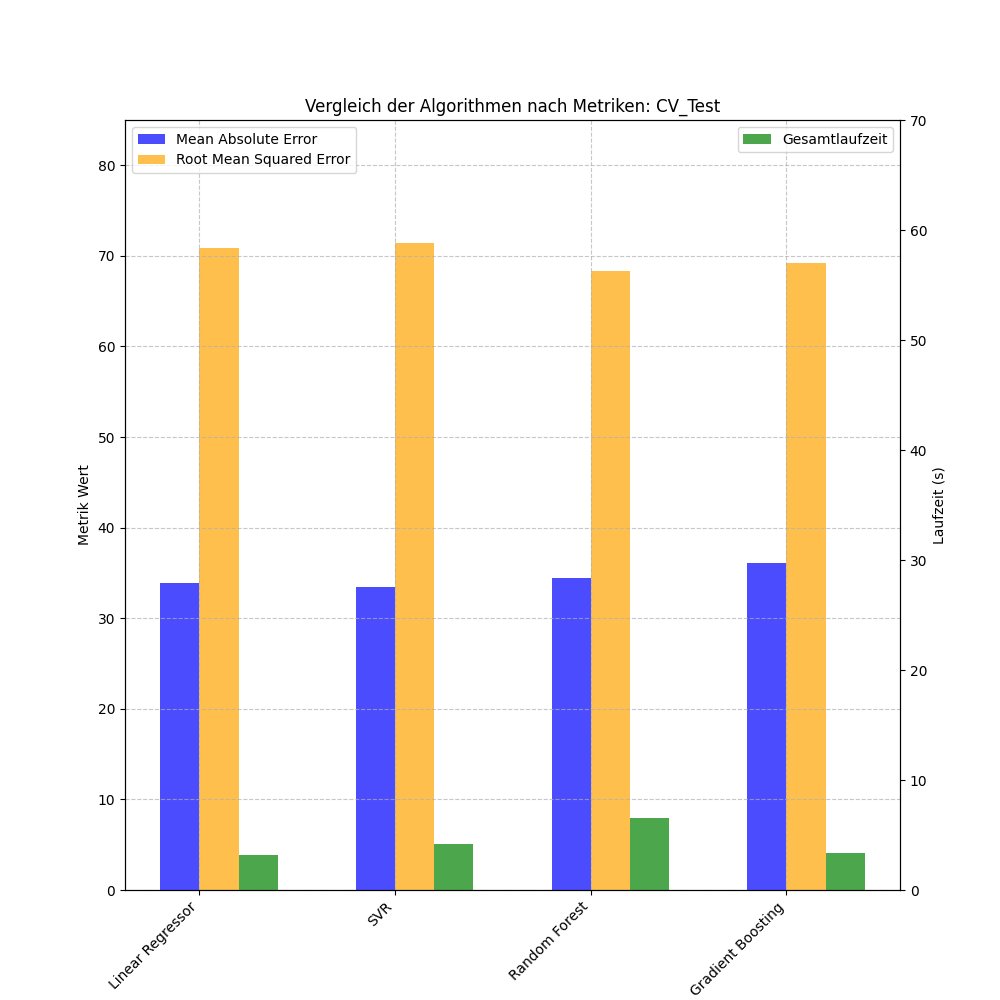 Vergleich der Algorithmen nach Metriken: CV_Test
Mean Absolute Error
Root Mean Squared Error
Gesamtlaufzeit
80
70
60
50
40
30
20
10
0
Metrik Wert
70
60
50
40
30
20
10
0
Laufzeit (s)
Linear Regressor
SVR
Random Forest
Gradient Boosting